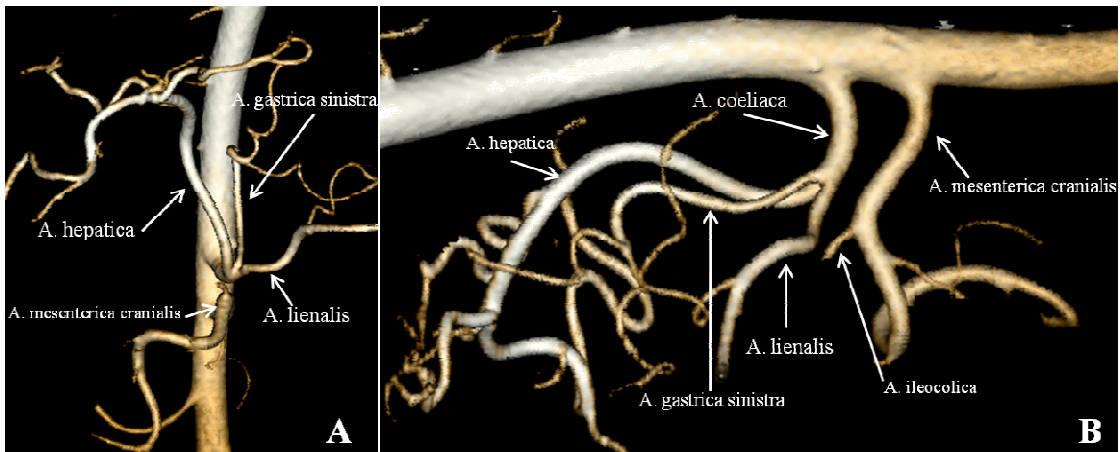 A. gastrica sinistra
A. hepatica
A. mesenterica cranialis
A. lienalis
A
A. coeliaca
A. hepatica
A. mesenterica cranialis
A. lienalis
A. ileocolica
A. gastrica sinistra
B